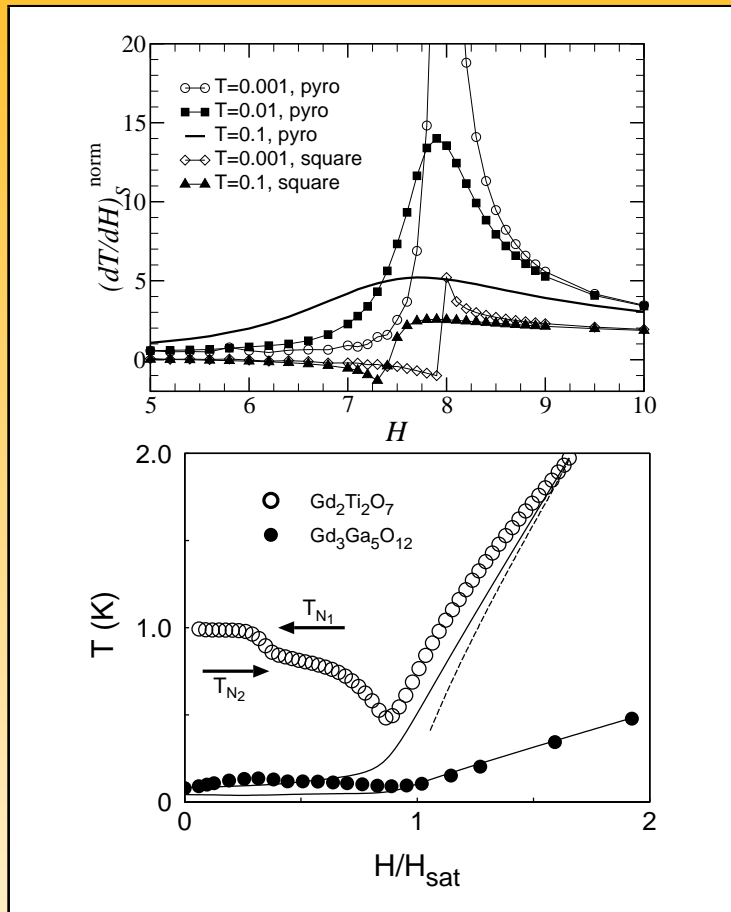 20
15
10
5
0
(dT/dH)S norm
T=0.001, pyro
T=0.01, pyro
T=0.1, pyro
T=0.001, square
T=0.1, square
5 6 7 8 9 10
H
2.0
1.0
0
T (K)
Gd2Ti2O7
Gd3Ga5O12
TN1
TN2
0 1 2
H/Hsat